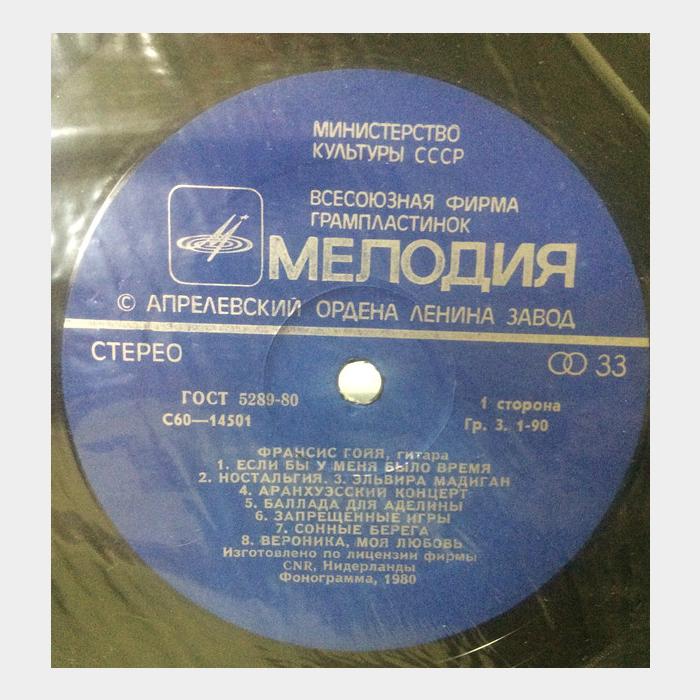 МИНИСТЕРСТВО
КУЛЬТУРЫ СССР
ВСЕСОЮЗНАЯ ФИРМА
ГРАМПЛАСТИНОК
МЕЛОДИЯ
© АПРЕЛЕВСКИЙ ОРДЕНА ЛЕНИНА ЗАВОД
СТЕРЕО
33
ГОСТ 5289-80
С60—14501
1 сторона
Гр. 3. 1-90
ФРАНСИС ГОЙЯ, гитара
1. ЕСЛИ БЫ У МЕНЯ БЫЛО ВРЕМЯ
2. НОСТАЛЬГИЯ. 3. ЭЛЬВИРА МАДИГАН
4. АРАНХУЭССКИЙ КОНЦЕРТ
5. БАЛЛАДА ДЛЯ АДЕЛИНЫ
6. ЗАПРЕЩЕННЫЕ ИГРЫ
7. СОННЫЕ БЕРЕГА
8. ВЕРОНИКА, МОЯ ЛЮБОВЬ
Изготовлено по лицензии фирмы
CNR, Нидерланды
Фонограмма, 1980